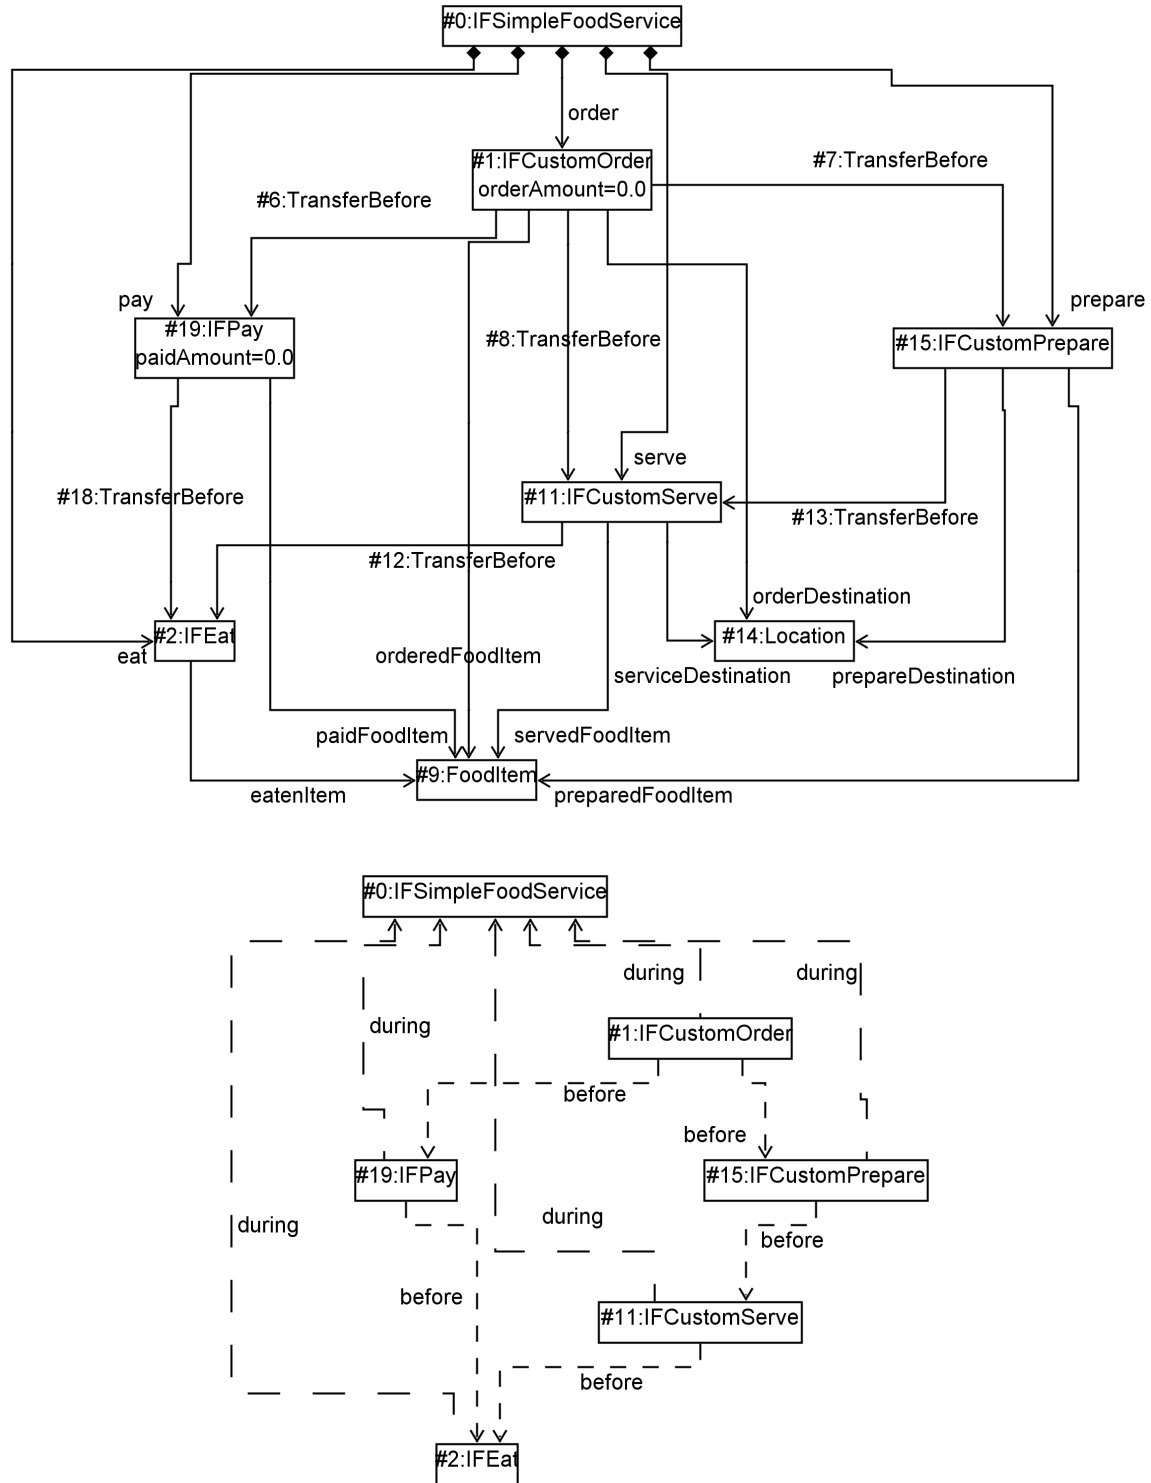 #0:IFSimpleFoodService
order
#1:IFCustomOrder
orderAmount=0.0
#7:TransferBefore
#6:TransferBefore
pay
prepare
#19:IFPay
paidAmount=0.0
#8:TransferBefore
#15:IFCustomPrepare
serve
#11:IFCustomServe
#18:TransferBefore
#13:TransferBefore
#12:TransferBefore
orderDestination
#2:IFEat
#14:Location
eat
orderedFoodItem
serviceDestination
prepareDestination
paidFoodItem
servedFoodItem
#9:FoodItem
eatenItem
preparedFoodItem
#0:IFSimpleFoodService
during
during
during
#1:IFCustomOrder
before
before
#19:IFPay
#15:IFCustomPrepare
during
during
before
before
#11:IFCustomServe
before
#2:IFEat